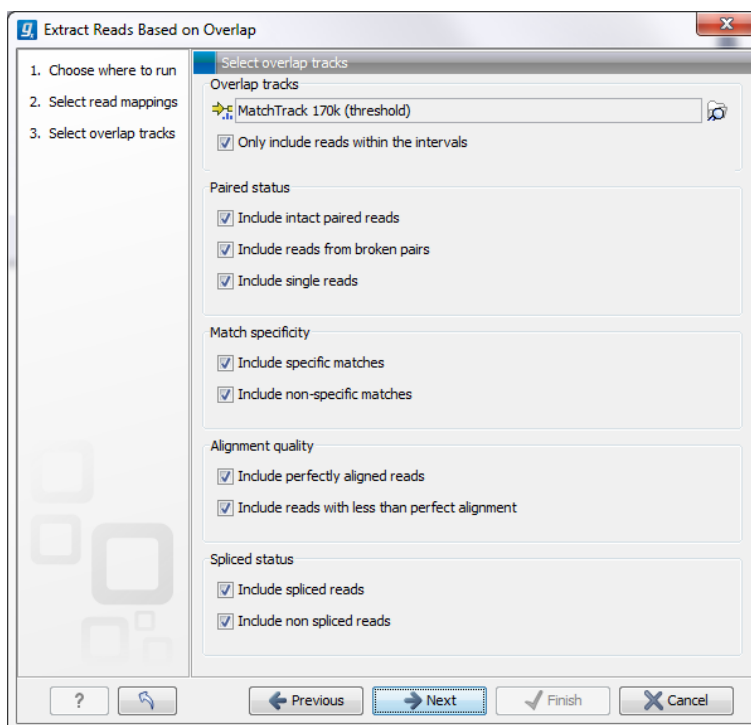 Extract Reads Based on Overlap
1. Choose where to run
2. Select read mappings
3. Select overlap tracks
Select overlap tracks
Overlap tracks
MatchTrack 170k (threshold)
Only include reads within the intervals
Paired status
Include intact paired reads
Include reads from broken pairs
Include single reads
Match specificity
Include specific matches
Include non-specific matches
Alignment quality
Include perfectly aligned reads
Include reads with less than perfect alignment
Spliced status
Include spliced reads
Include non spliced reads
? Previous Next Finish Cancel